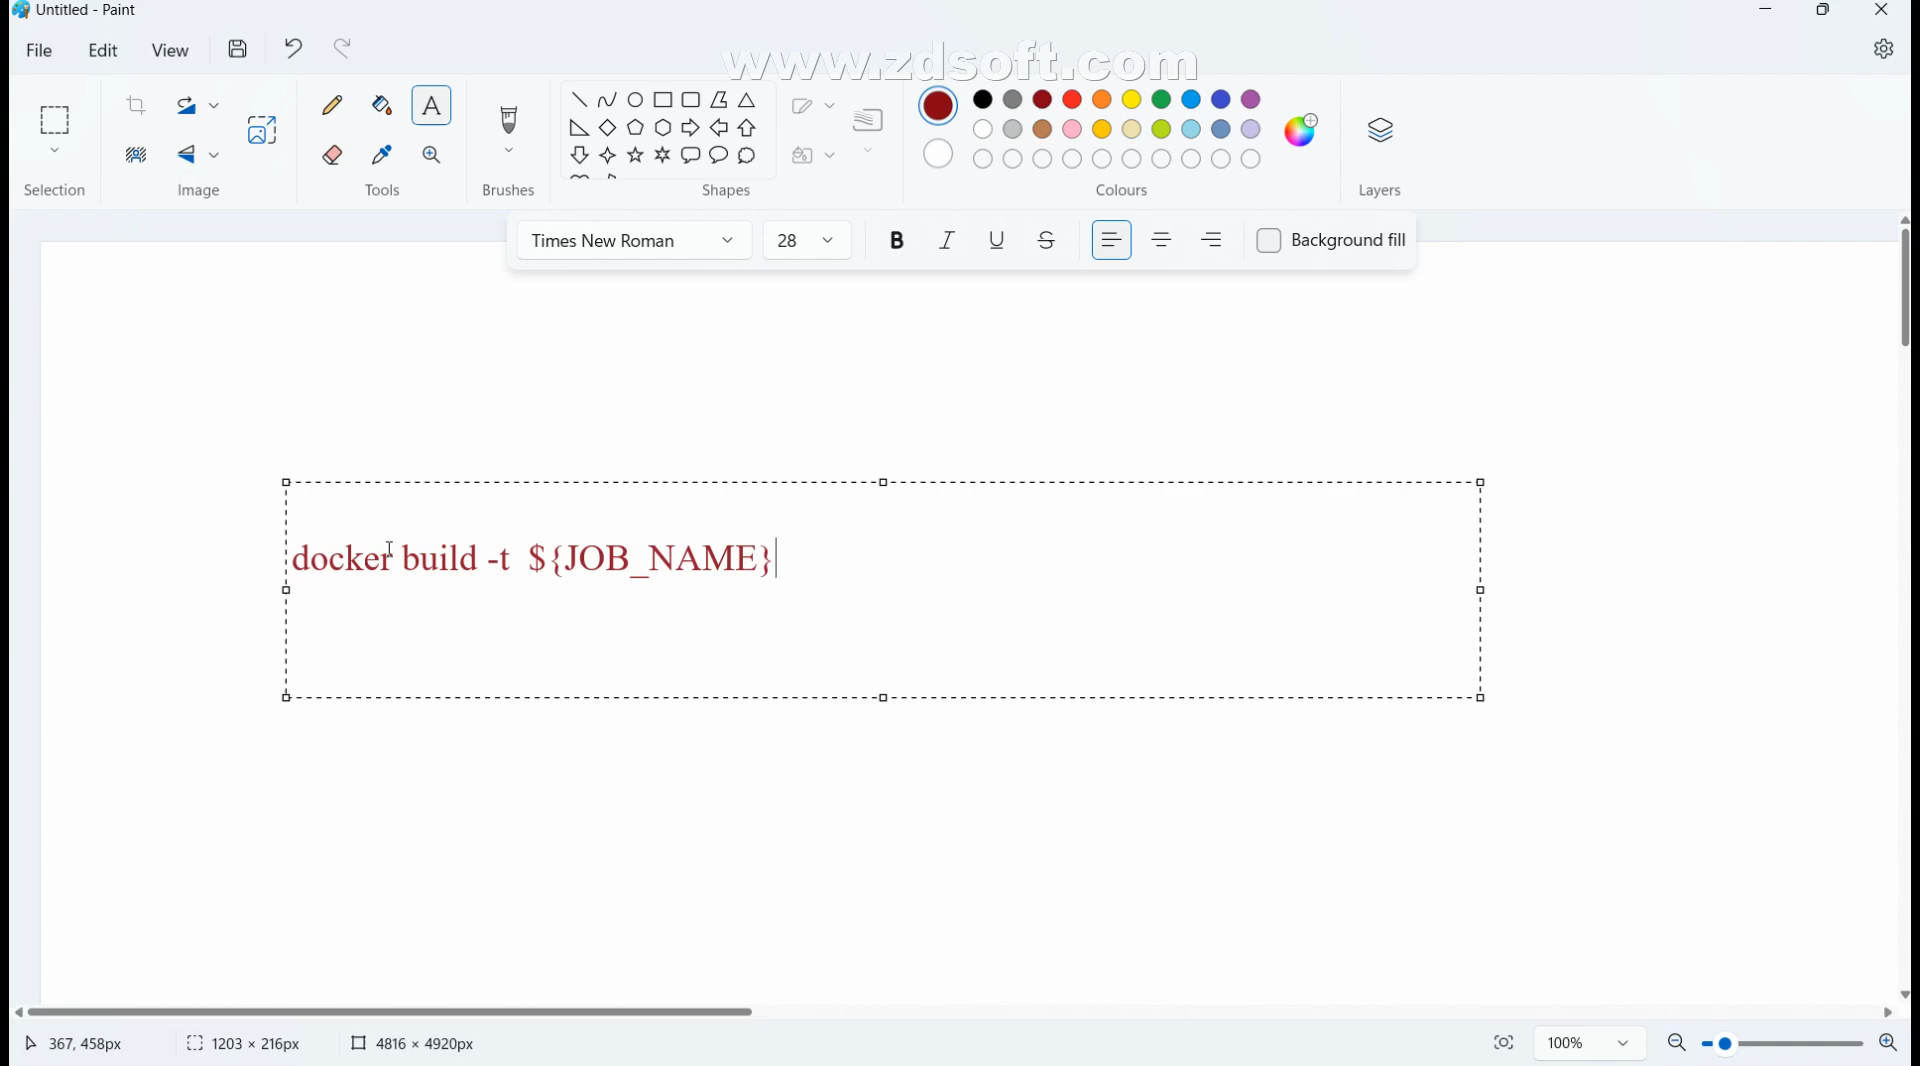 Untitled - Paint
File Edit View
www.zdsoft.com
Selection Image Tools Brushes Shapes Colours Layers
Times New Roman 28 B I U S Background fill
docker build -t  ${JOB_NAME}
367, 458px 1203 × 216px 4816 × 4920px 100%